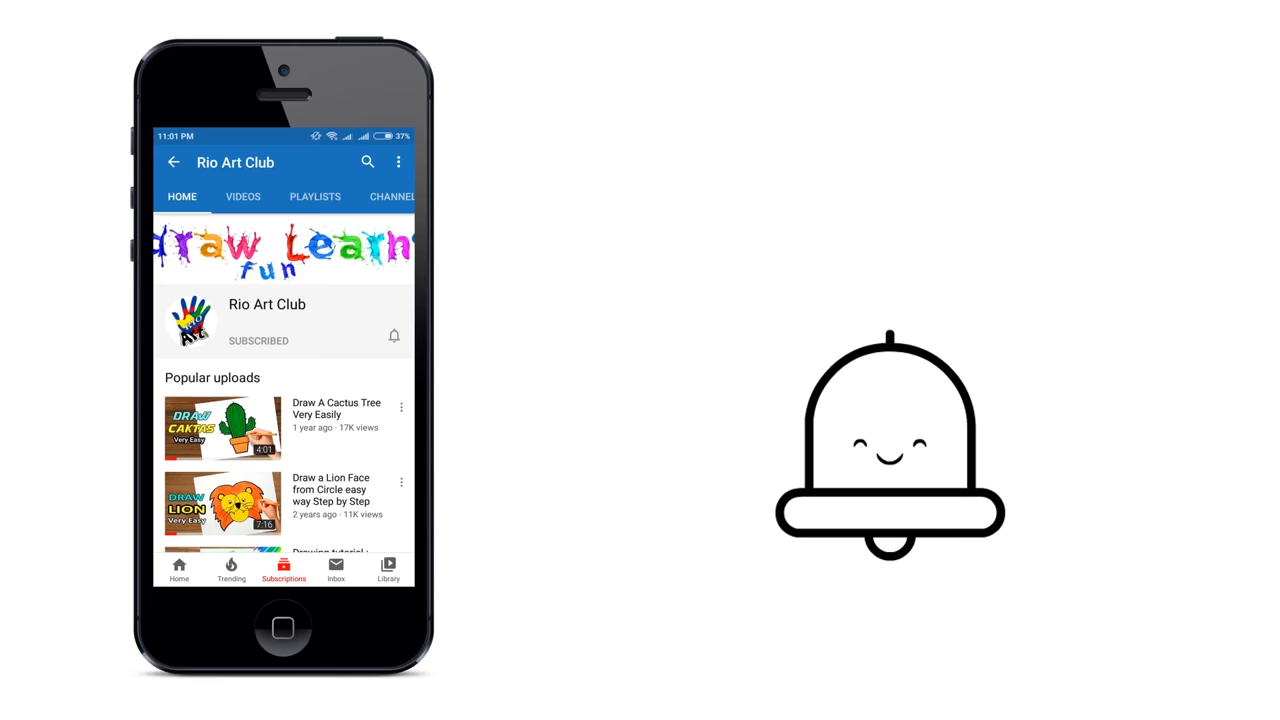 11:01 PM
37%
Rio Art Club
HOME VIDEOS PLAYLISTS CHANNEL
draw Learn
fun
Rio Art Club
Art
SUBSCRIBED
Popular uploads
DRAW
CAKTAS
Very Easy
4:01
Draw A Cactus Tree
Very Easily
1 year ago · 17K views
DRAW
LION
Very Easy
7:16
Draw a Lion Face
from Circle easy
way Step by Step
2 years ago · 11K views
Home Trending Subscriptions Inbox Library